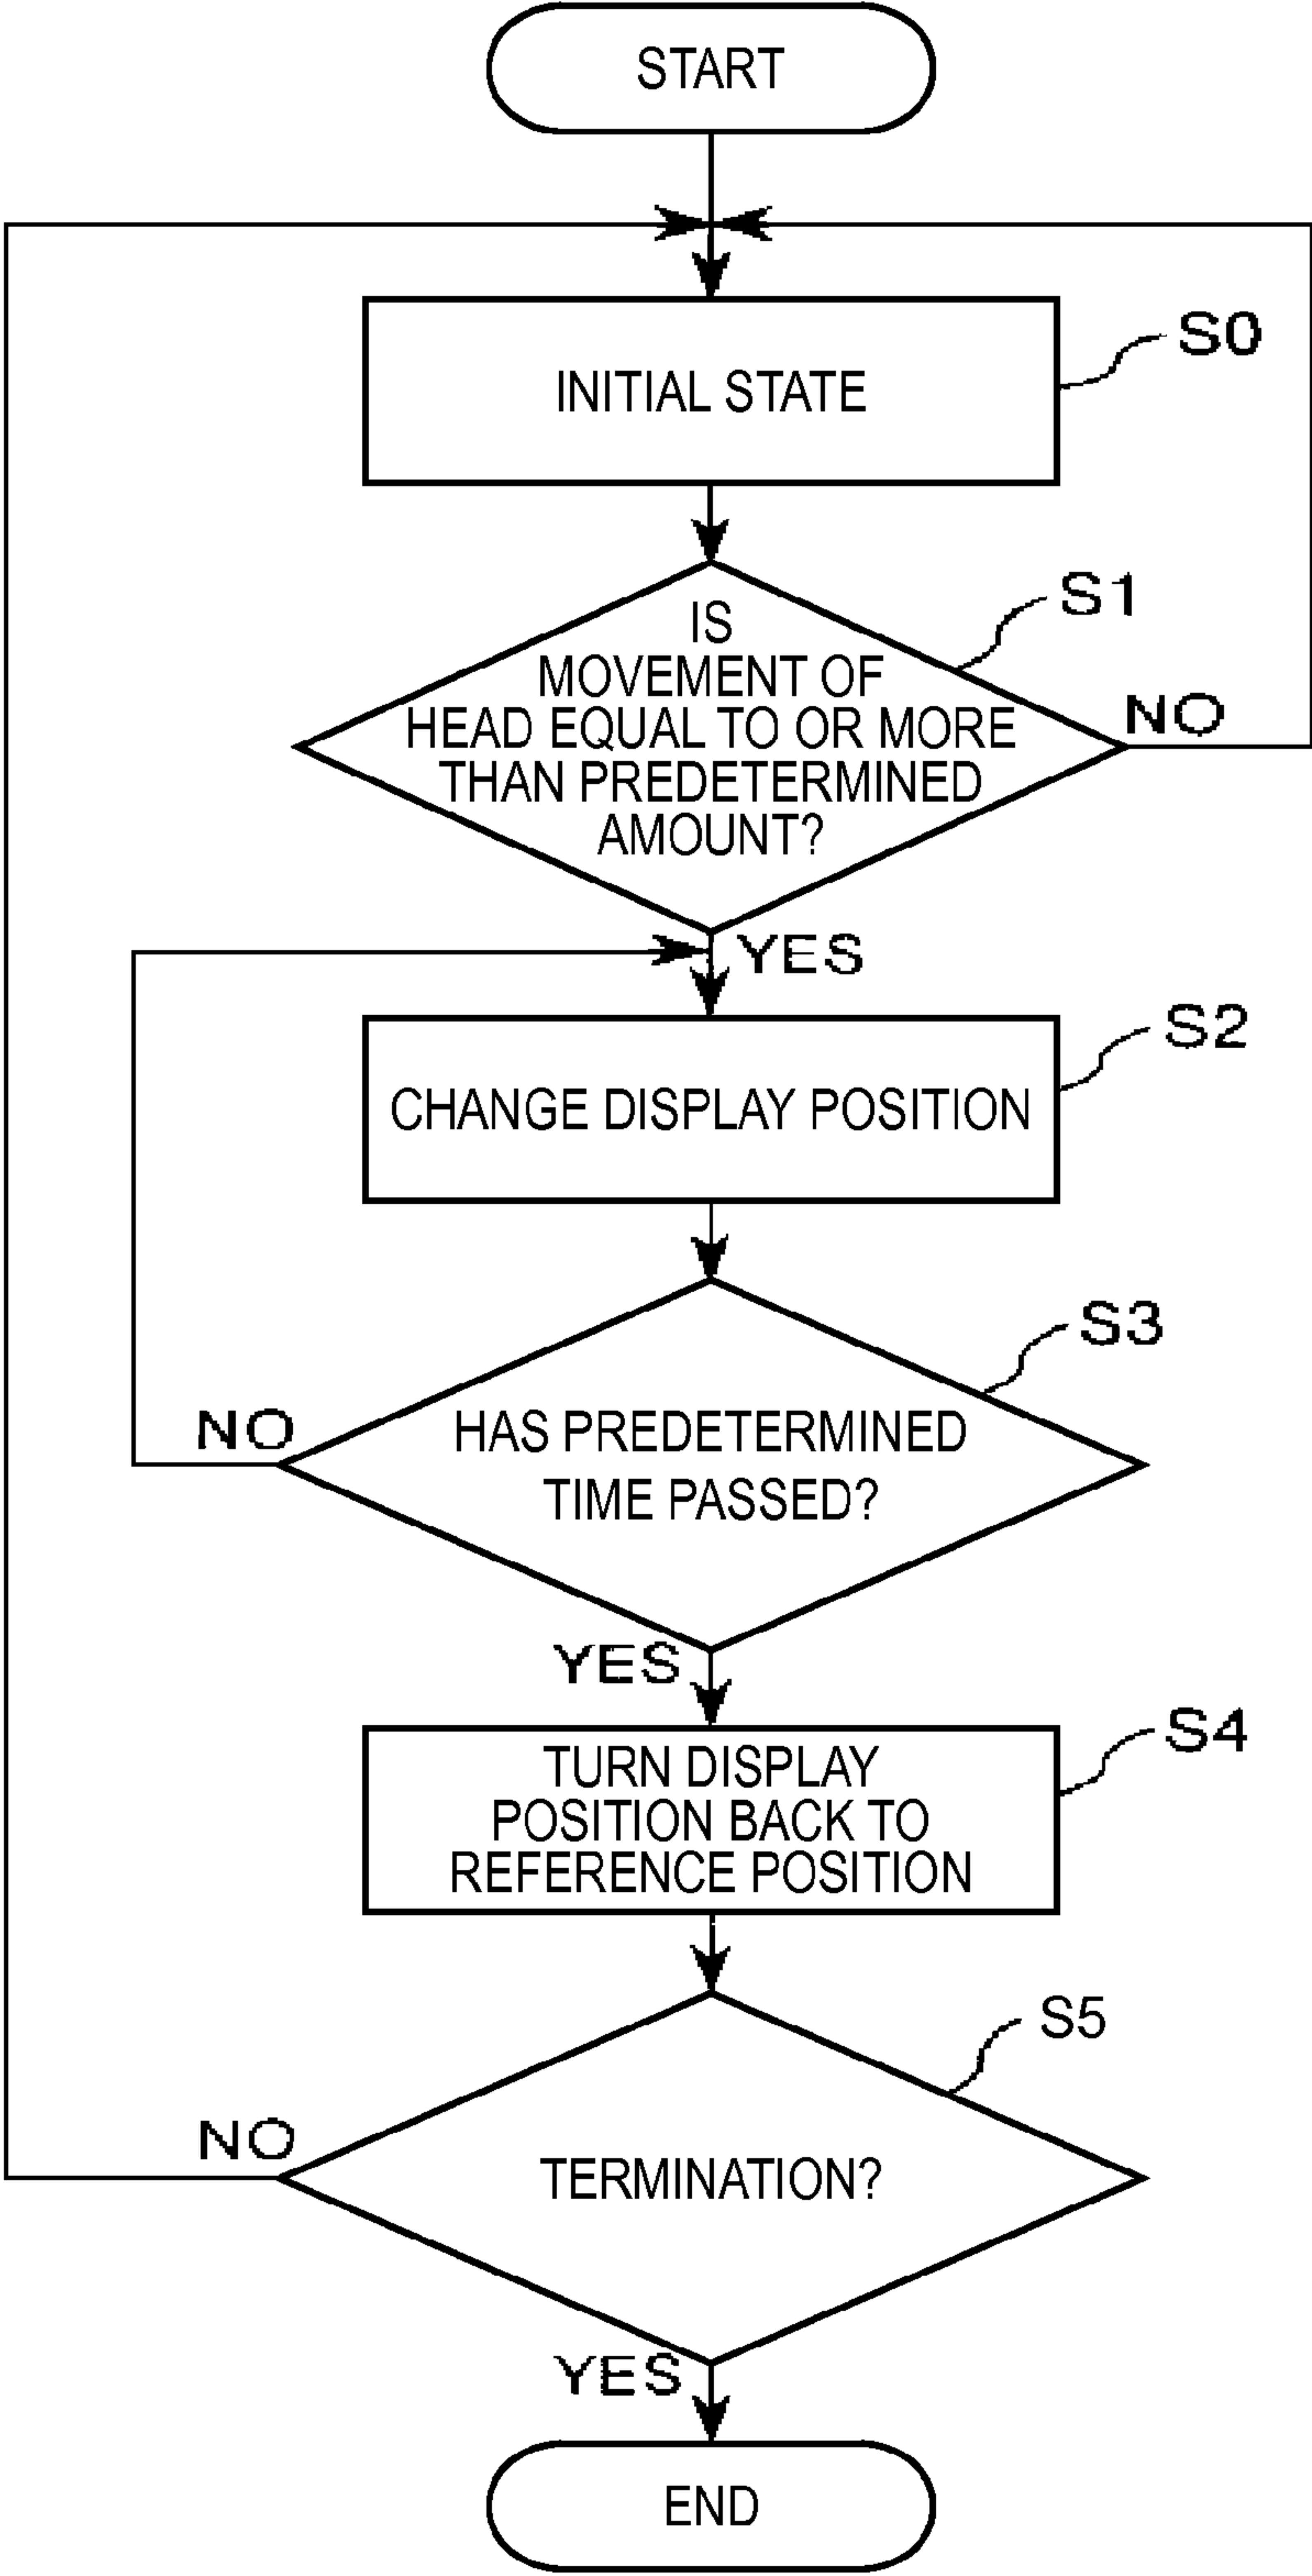 START
S0
INITIAL STATE
S1
IS
MOVEMENT OF
HEAD EQUAL TO OR MORE
THAN PREDETERMINED
AMOUNT?
NO
YES
S2
CHANGE DISPLAY POSITION
S3
HAS PREDETERMINED
TIME PASSED?
NO
YES
S4
TURN DISPLAY
POSITION BACK TO
REFERENCE POSITION
S5
TERMINATION?
NO
YES
END